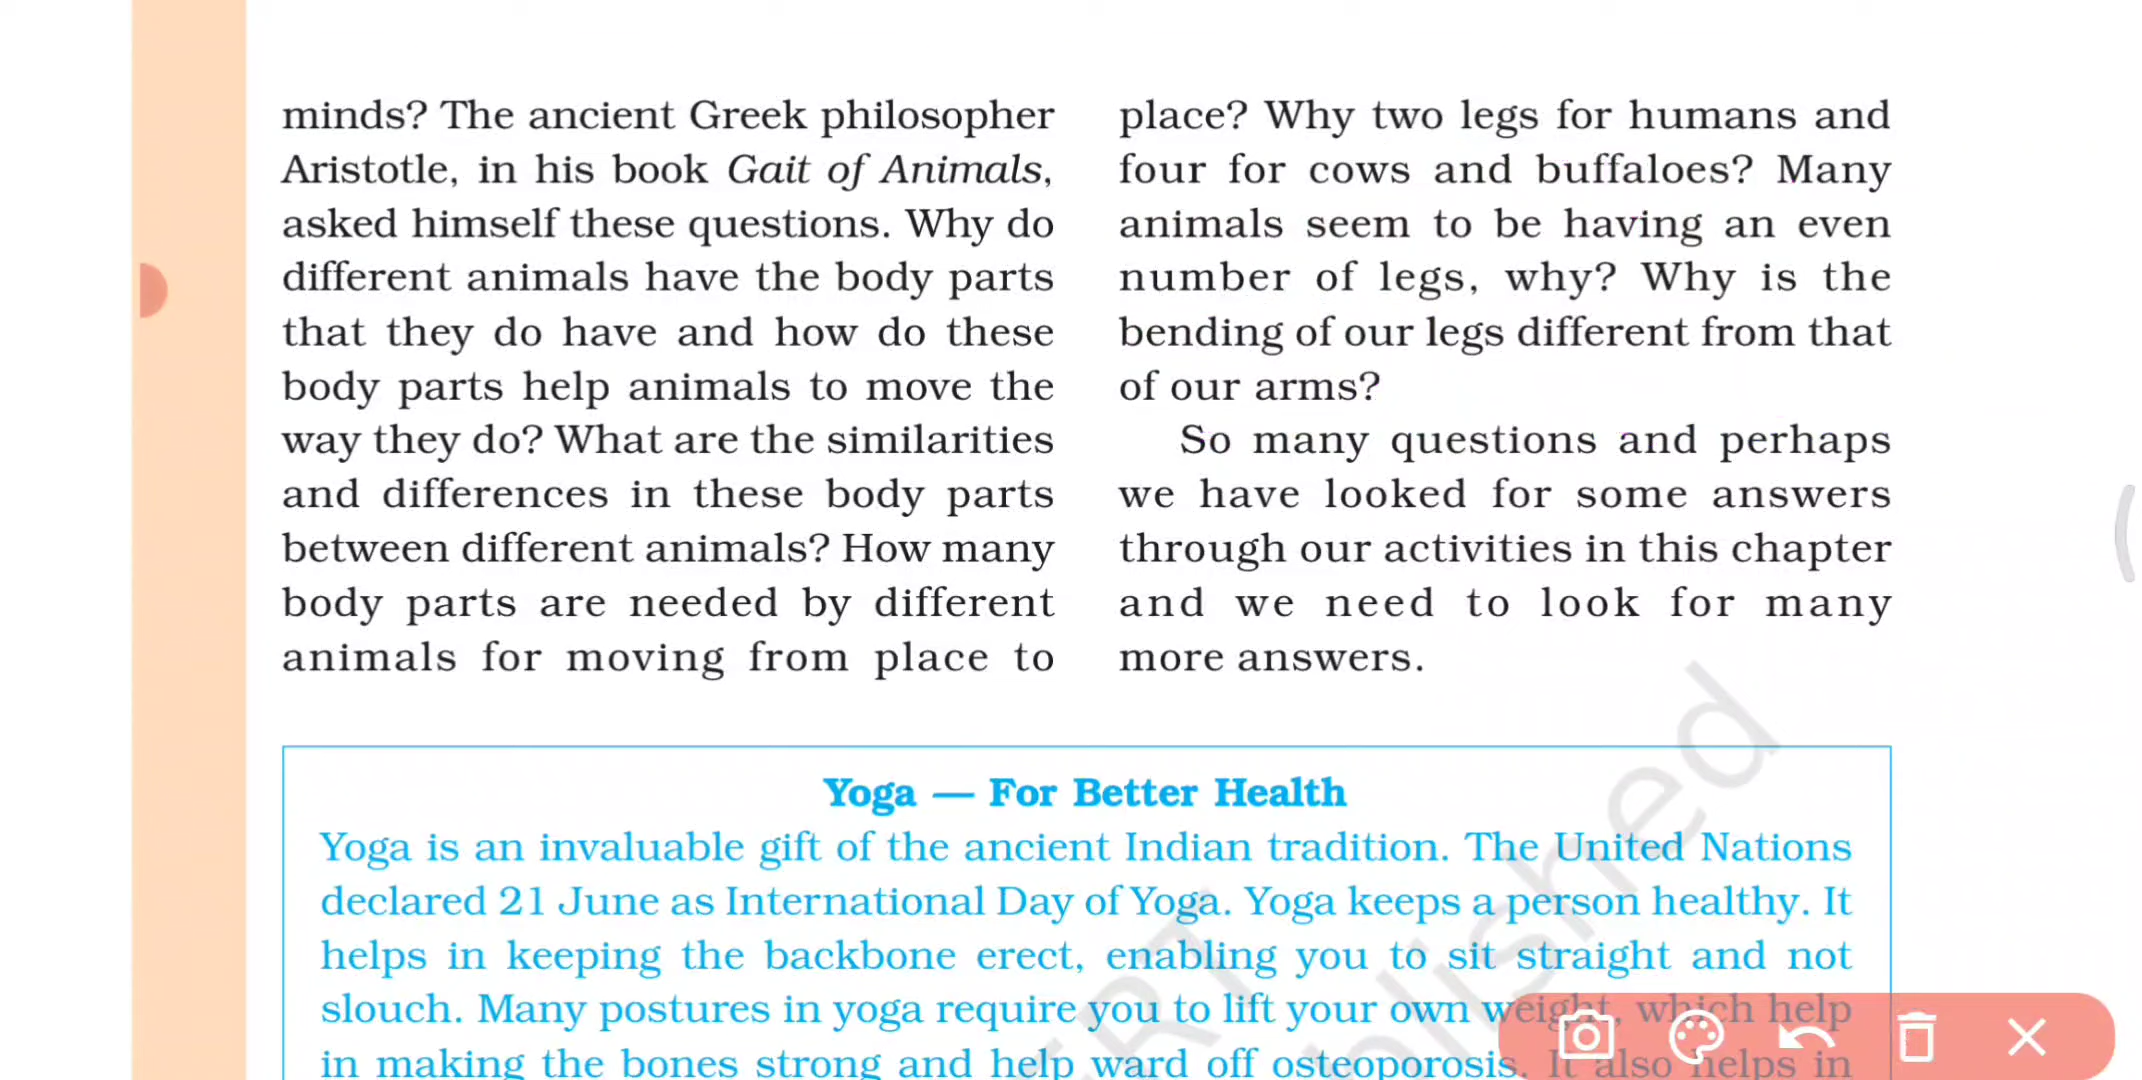 minds? The ancient Greek philosopher
Aristotle, in his book Gait of Animals,
asked himself these questions. Why do
different animals have the body parts
that they do have and how do these
body parts help animals to move the
way they do? What are the similarities
and differences in these body parts
between different animals? How many
body parts are needed by different
animals for moving from place to
place? Why two legs for humans and
four for cows and buffaloes? Many
animals seem to be having an even
number of legs, why? Why is the
bending of our legs different from that
of our arms?
So many questions and perhaps
we have looked for some answers
through our activities in this chapter
and we need to look for many
more answers.
Yoga — For Better Health
Yoga is an invaluable gift of the ancient Indian tradition. The United Nations
declared 21 June as International Day of Yoga. Yoga keeps a person healthy. It
helps in keeping the backbone erect, enabling you to sit straight and not
slouch. Many postures in yoga require you to lift your own weight, which help
in making the bones strong and help ward off osteoporosis. It also helps in